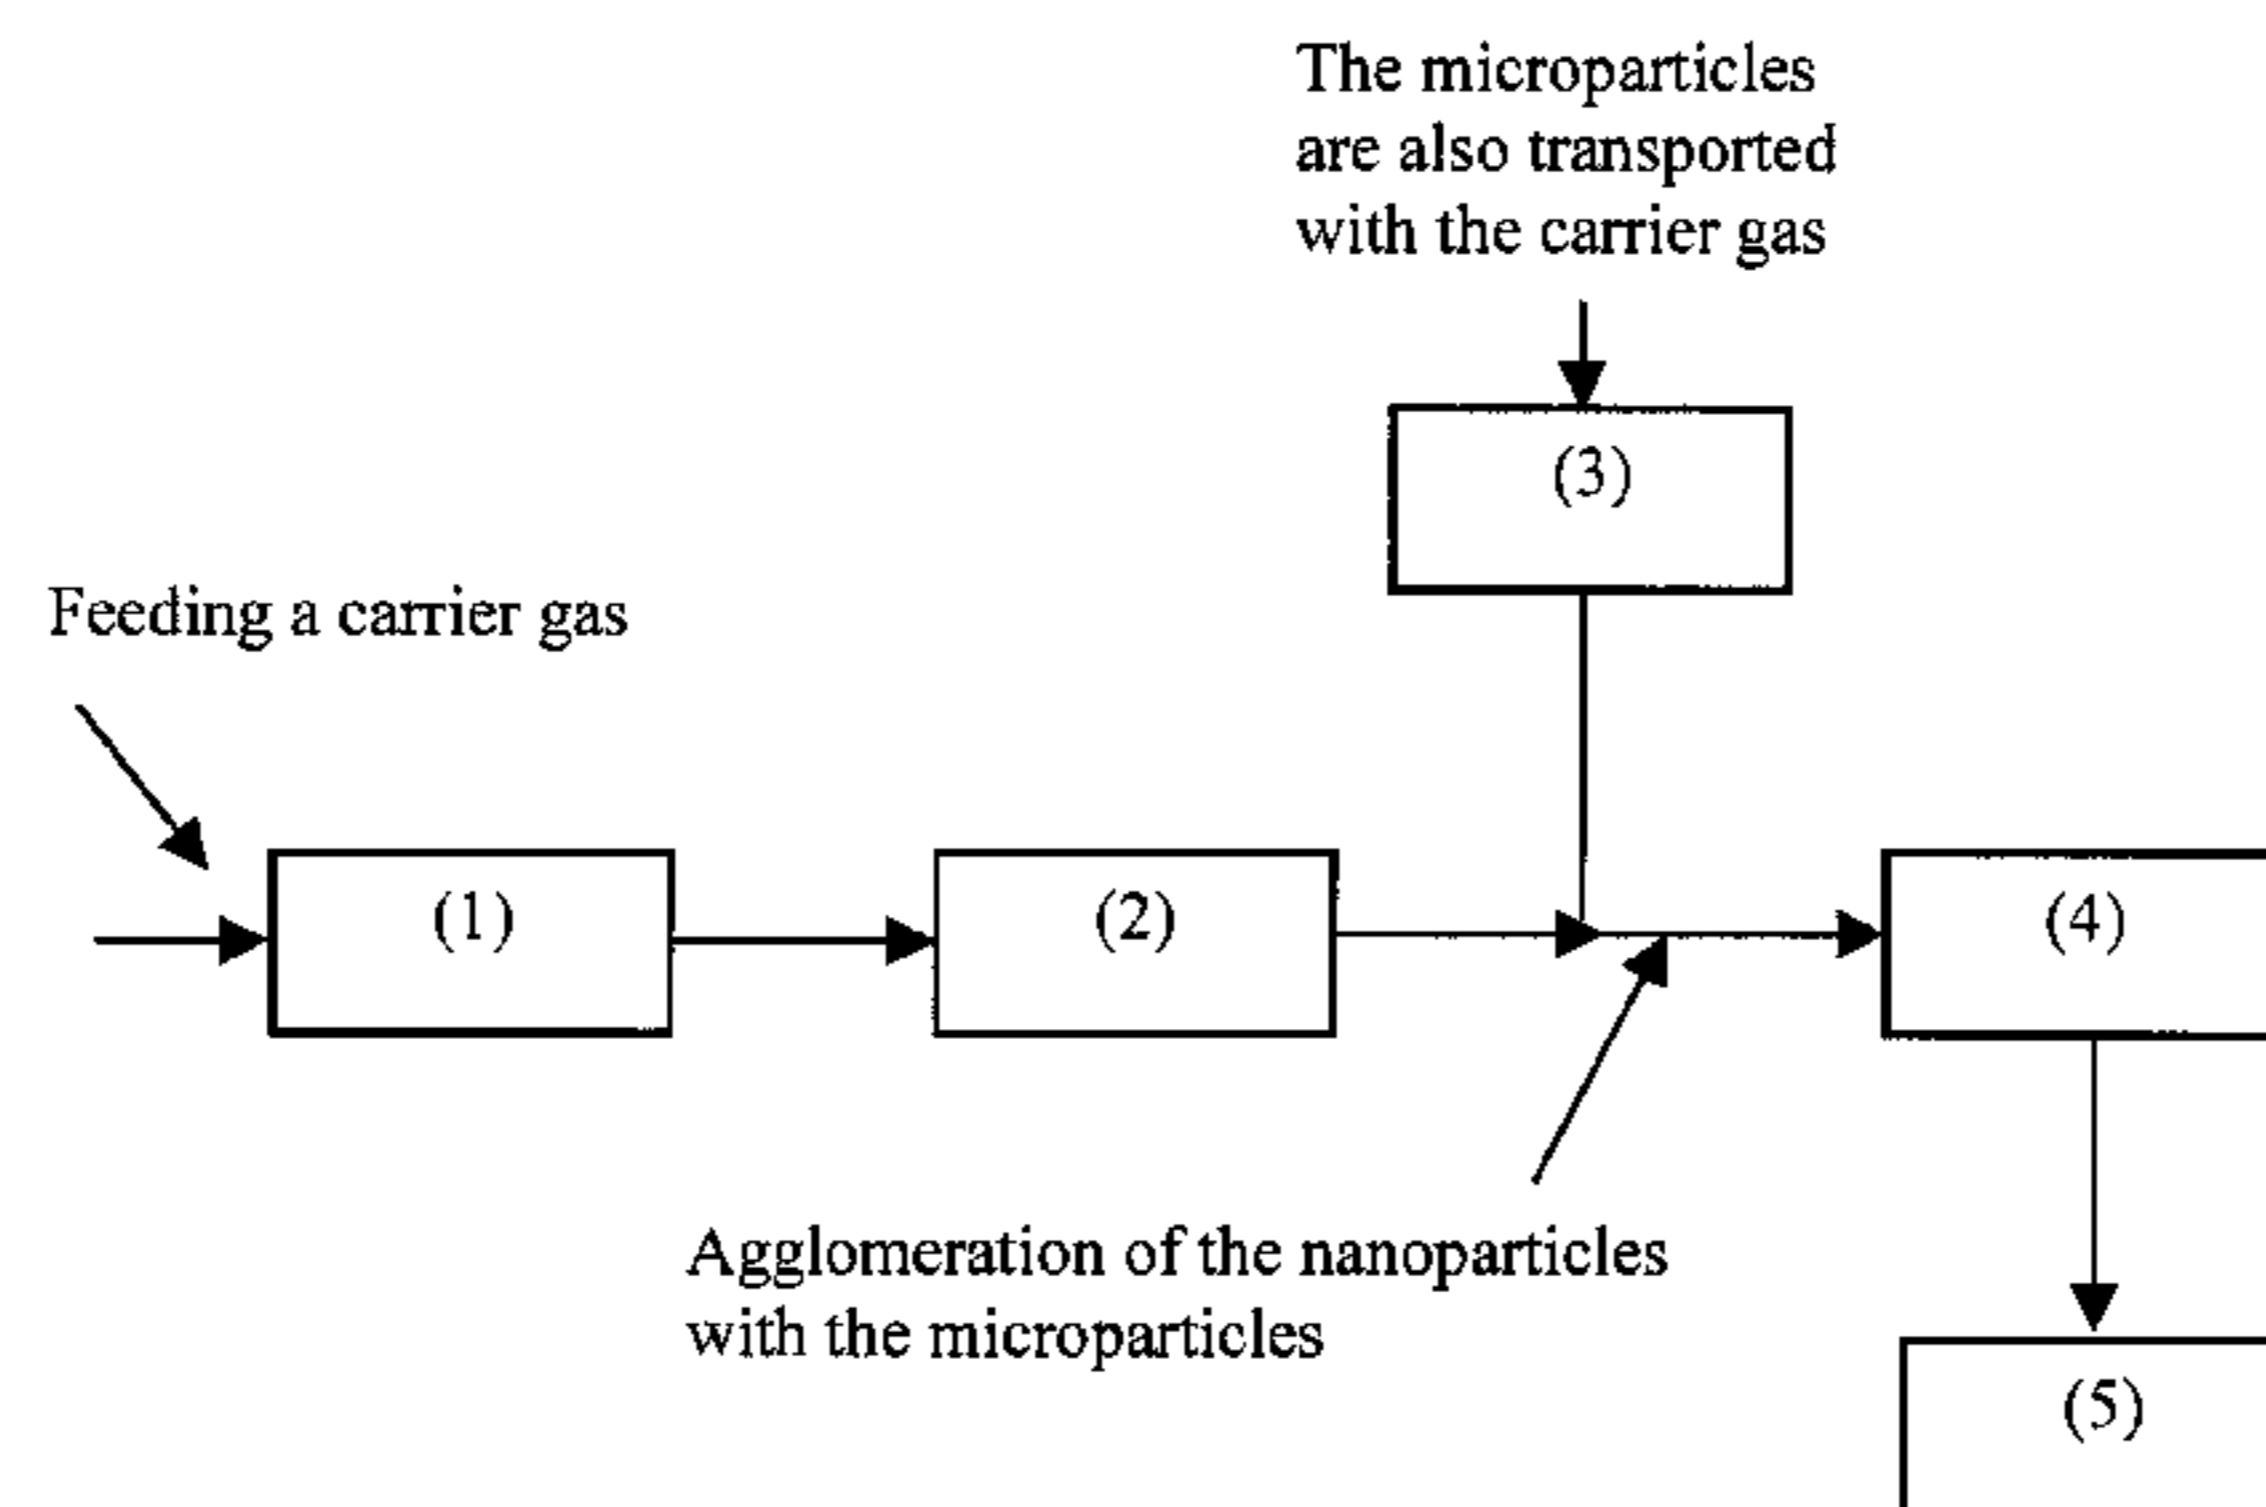 The microparticles
are also transported
with the carrier gas
(3)
Feeding a carrier gas
(1)
(2)
(4)
Agglomeration of the nanoparticles
with the microparticles
(5)